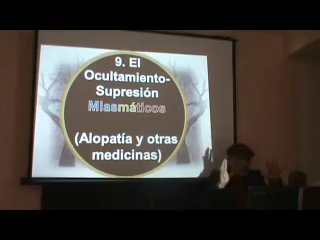 9. El
Ocultamiento-
Supresión
Miasmáticos
(Alopatía y otras
medicinas)